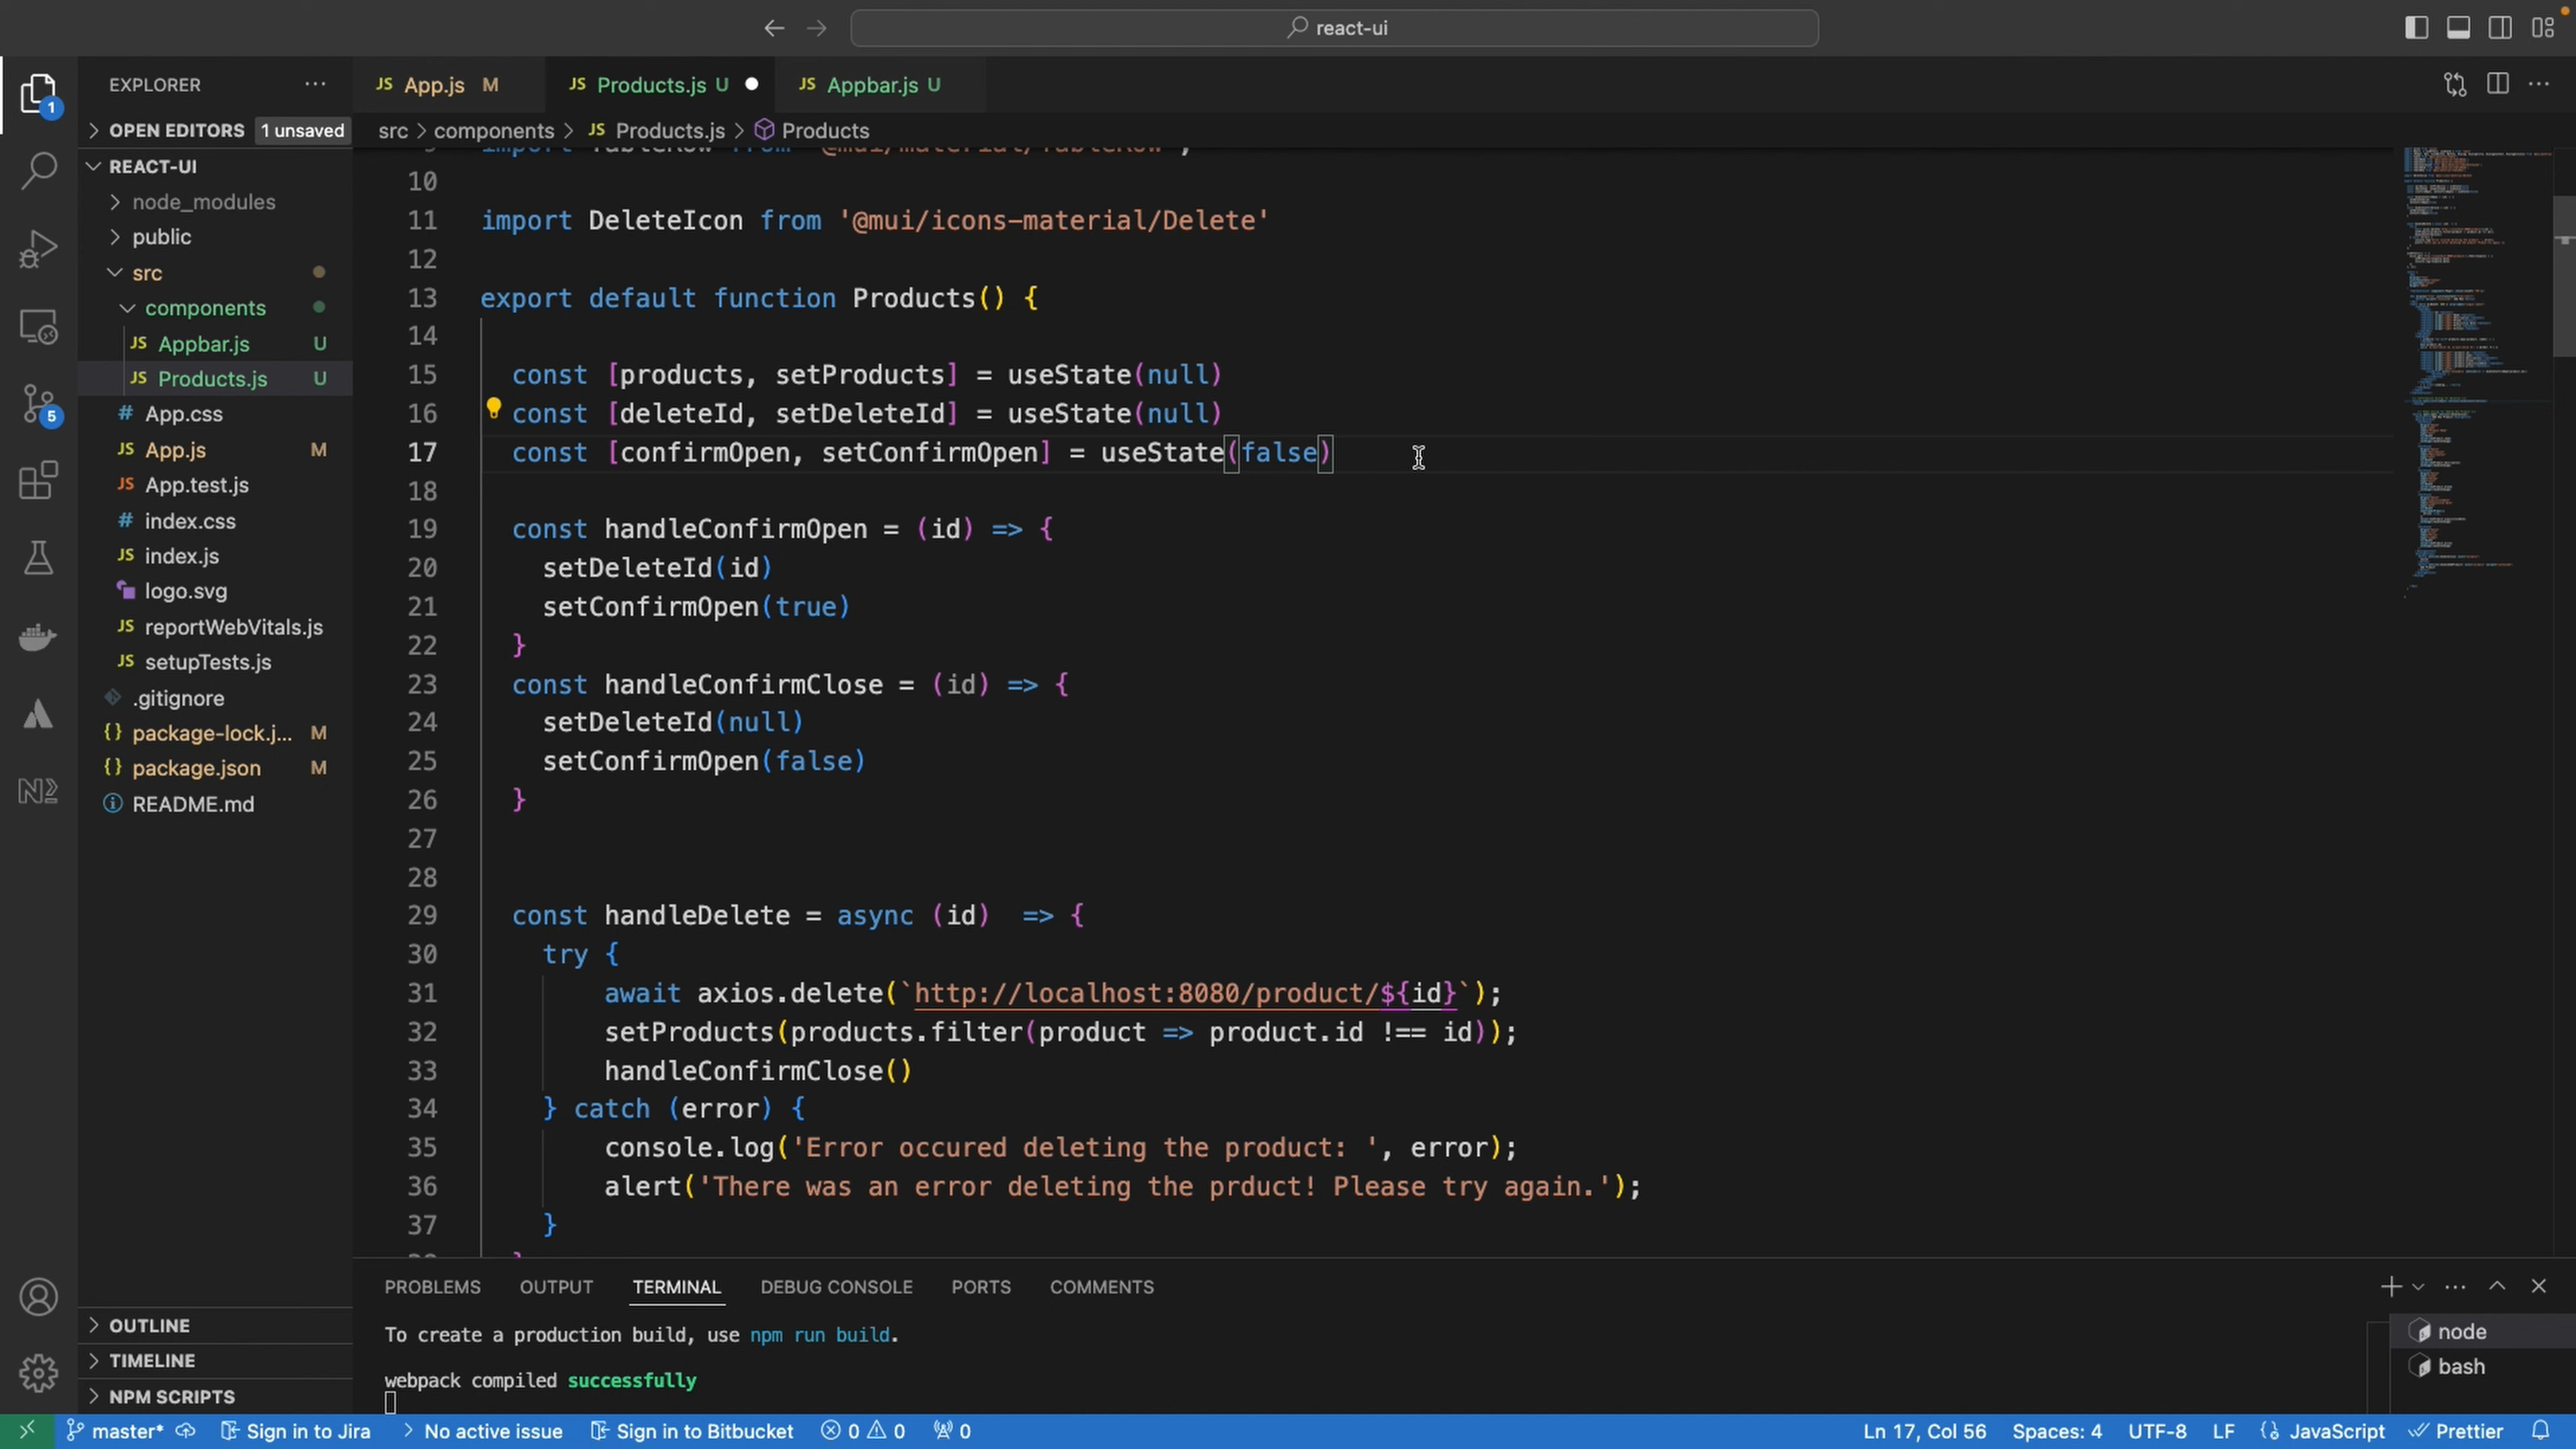 react-ui
EXPLORER
App.js M
Products.js U
Appbar.js U
OPEN EDITORS 1 unsaved
src > components > JS Products.js > Products
REACT-UI
node_modules
public
src
components
JS Appbar.js U
JS Products.js U
# App.css
JS App.js M
JS App.test.js
# index.css
JS index.js
logo.svg
JS reportWebVitals.js
JS setupTests.js
.gitignore
{} package-lock.j... M
{} package.json M
README.md
OUTLINE
TIMELINE
NPM SCRIPTS
9 import TableRow from '@mui/material/TableRow';
10
11 import DeleteIcon from '@mui/icons-material/Delete'
12
13 export default function Products() {
14
15 const [products, setProducts] = useState(null)
16 const [deleteId, setDeleteId] = useState(null)
17 const [confirmOpen, setConfirmOpen] = useState(false)
18
19 const handleConfirmOpen = (id) => {
20 setDeleteId(id)
21 setConfirmOpen(true)
22 }
23 const handleConfirmClose = (id) => {
24 setDeleteId(null)
25 setConfirmOpen(false)
26 }
27
28
29 const handleDelete = async (id)  => {
30 try {
31 await axios.delete(`http://localhost:8080/product/${id}`);
32 setProducts(products.filter(product => product.id !== id));
33 handleConfirmClose()
34 } catch (error) {
35 console.log('Error occured deleting the product: ', error);
36 alert('There was an error deleting the prduct! Please try again.');
37 }
PROBLEMS OUTPUT TERMINAL DEBUG CONSOLE PORTS COMMENTS
To create a production build, use npm run build.
webpack compiled successfully
node
bash
master* Sign in to Jira > No active issue Sign in to Bitbucket 0 0 0 Ln 17, Col 56 Spaces: 4 UTF-8 LF {} JavaScript Prettier